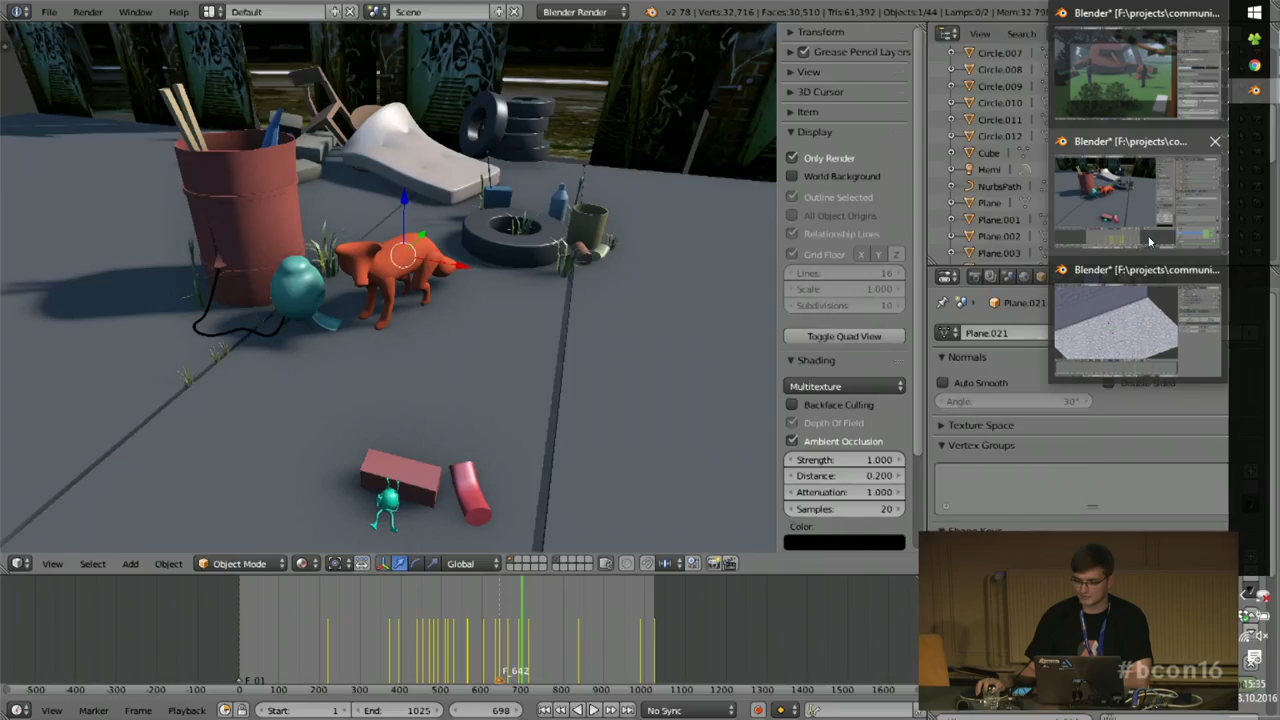 File Render Window Help Default Scene Blender Render v2.78 | Verts:32,716 | Faces:30,510 | Tris:61,392 | Objects:1/44 | Lamps:0/2 | Mem:32.79
Blender* [F:\projects\communi...
Transform
Grease Pencil Layers
View
3D Cursor
Item
Display
Only Render
World Background
Outline Selected
All Object Origins
Relationship Lines
Grid Floor X Y Z
Lines: 16
Scale: 1.000
Subdivisions: 10
Toggle Quad View
Shading
Multitexture
Backface Culling
Depth Of Field
Ambient Occlusion
Strength: 1.000
Distance: 0.200
Attenuation: 1.000
Samples: 20
Color:
View Search
Circle.007
Circle.008
Circle.009
Circle.010
Circle.011
Circle.012
Cube
Hemi
NurbsPath
Plane
Plane.001
Plane.002
Plane.003
Blender* [F:\projects\co...
Blender* [F:\projects\communi...
Plane.021
Plane.021
Normals
Auto Smooth
Angle: 30°
Texture Space
Vertex Groups
View Select Add Object Object Mode Global
F_01
F_642
-500 -400 -300 -200 -100 0 100 200 300 400 500 600 700 800 900 1000 1100 1200 1300 1400 1500 1600
View Marker Frame Playback Start: 1 End: 1025 698 No Sync
#bcon16
15:35